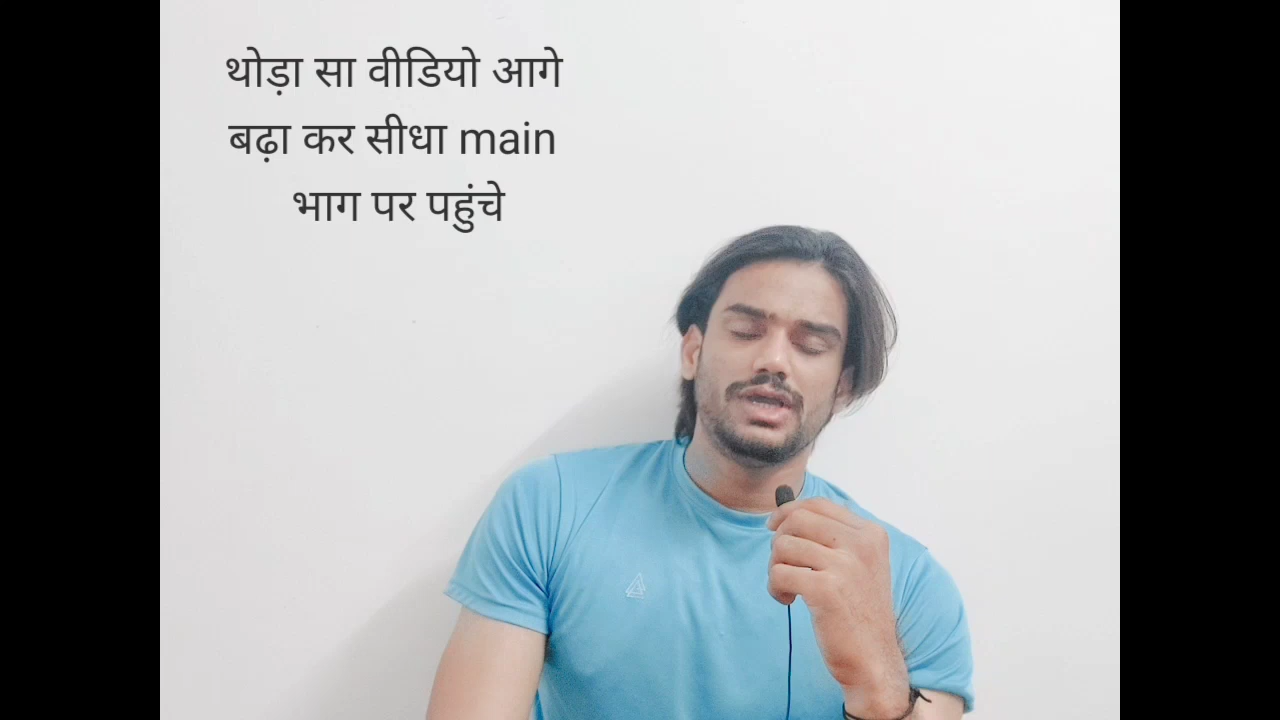 थोड़ा सा वीडियो आगे
बढ़ा कर सीधा main
भाग पर पहुंचे